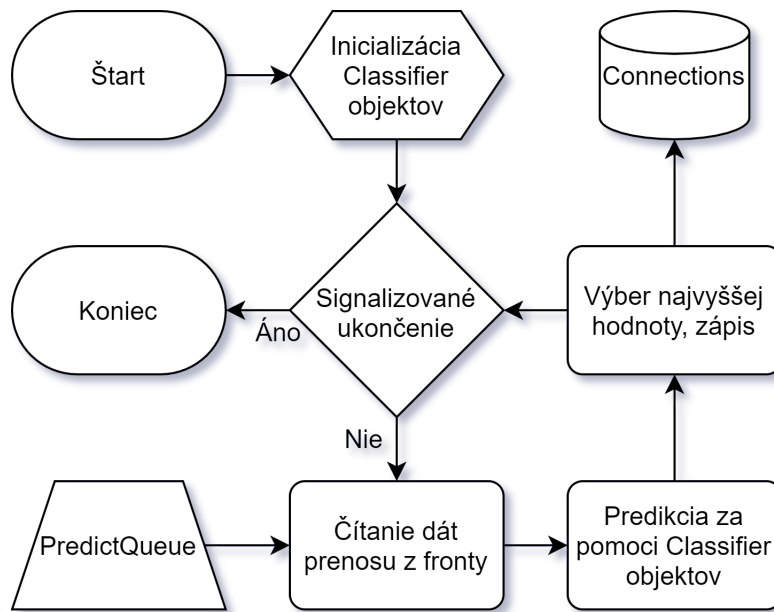 Štart
Inicializácia
Classifier
objektov
Connections
Koniec
Áno
Signalizované
ukončenie
Výber najvyššej
hodnoty, zápis
Nie
PredictQueue
Čítanie dát
prenosu z fronty
Predikcia za
pomoci Classifier
objektov